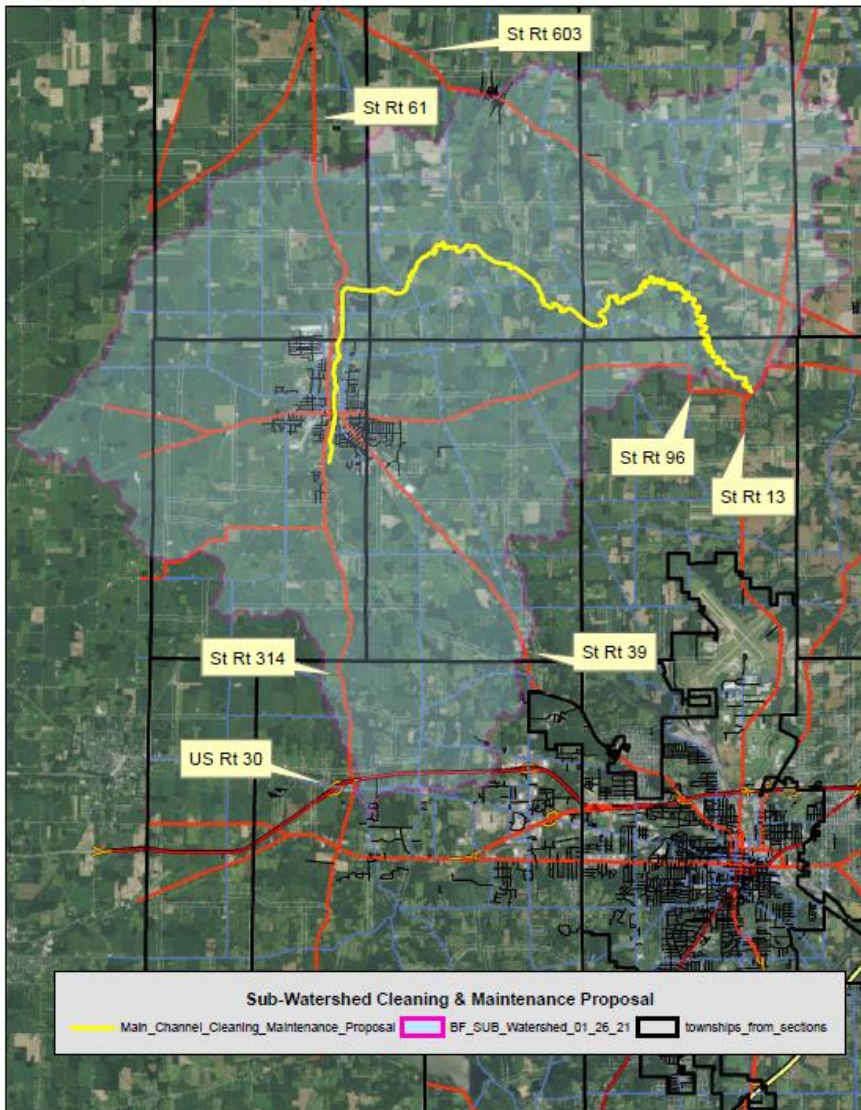 St Rt 603
St Rt 61
St Rt 96
St Rt 13
St Rt 314
St Rt 39
US Rt 30
Sub-Watershed Cleaning & Maintenance Proposal
Main_Channel_Cleaning_Maintenance_Proposal BF_SUB_Watershed_01_26_21 townships_from_sections